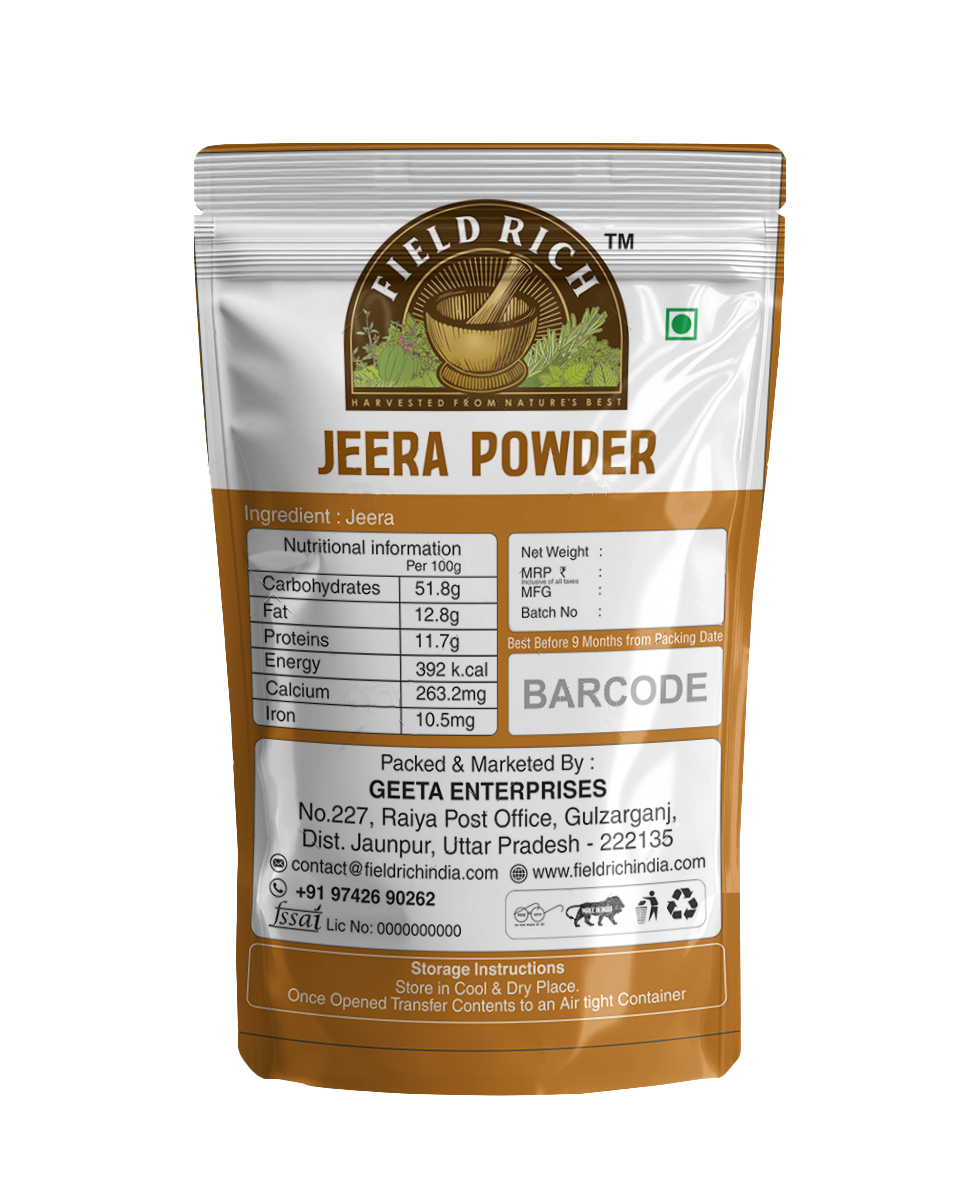 FIELD RICH
TM
HARVESTED FROM NATURE'S BEST
JEERA POWDER
Ingredient : Jeera
Nutritional information
Per 100g
Carbohydrates 51.8g
Fat 12.8g
Proteins 11.7g
Energy 392 k.cal
Calcium 263.2mg
Iron 10.5mg
Net Weight :
MRP ₹ :
Inclusive of all taxes
MFG :
Batch No :
Best Before 9 Months from Packing Date
BARCODE
Packed & Marketed By :
GEETA ENTERPRISES
No.227, Raiya Post Office, Gulzarganj,
Dist. Jaunpur, Uttar Pradesh - 222135
contact@fieldrichindia.com www.fieldrichindia.com
+91 97426 90262
fssai Lic No: 0000000000
MAKE IN INDIA
Storage Instructions
Store in Cool & Dry Place.
Once Opened Transfer Contents to an Air tight Container